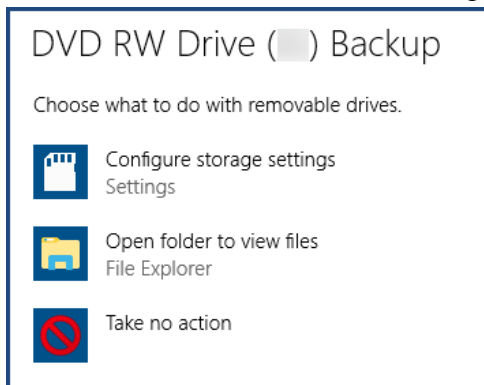 DVD RW Drive ( ) Backup
Choose what to do with removable drives.
Configure storage settings
Settings
Open folder to view files
File Explorer
Take no action